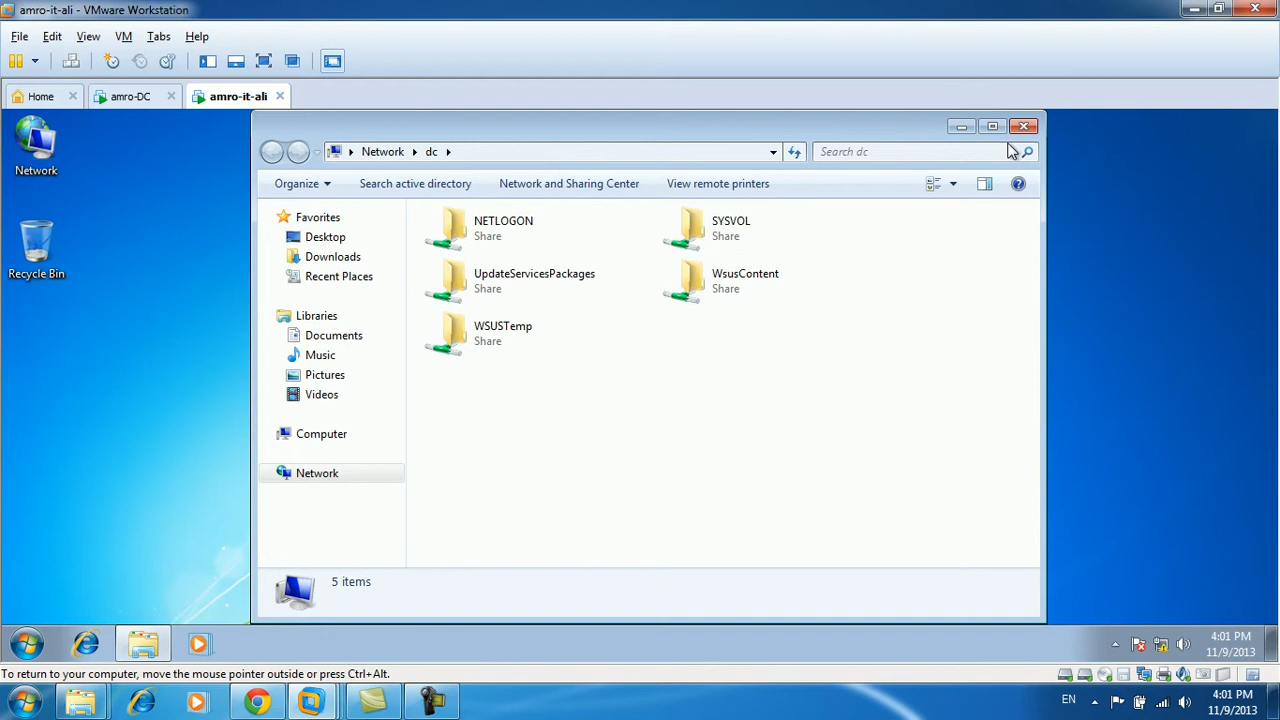 amro-it-ali - VMware Workstation
File Edit View VM Tabs Help
Home amro-DC amro-it-ali
Network
Recycle Bin
Network dc
Search dc
Organize Search active directory Network and Sharing Center View remote printers
Favorites
Desktop
Downloads
Recent Places
Libraries
Documents
Music
Pictures
Videos
Computer
Network
NETLOGON
Share
SYSVOL
Share
UpdateServicesPackages
Share
WsusContent
Share
WSUSTemp
Share
5 items
4:01 PM
11/9/2013
To return to your computer, move the mouse pointer outside or press Ctrl+Alt.
EN
4:01 PM
11/9/2013